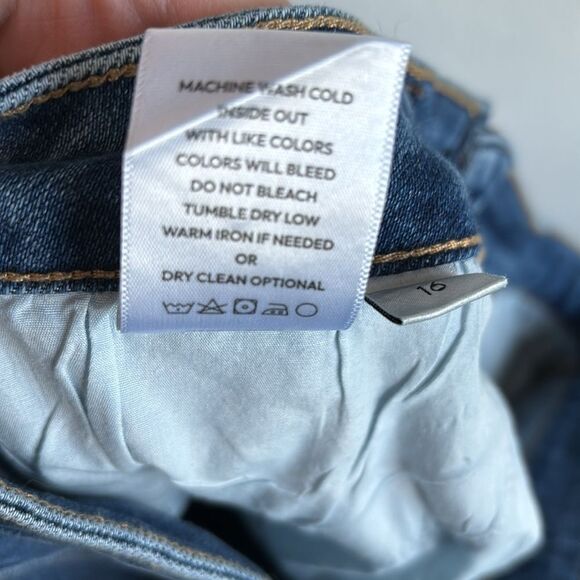 MACHINE WASH COLD
INSIDE OUT
WITH LIKE COLORS
COLORS WILL BLEED
DO NOT BLEACH
TUMBLE DRY LOW
WARM IRON IF NEEDED
OR
DRY CLEAN OPTIONAL
16